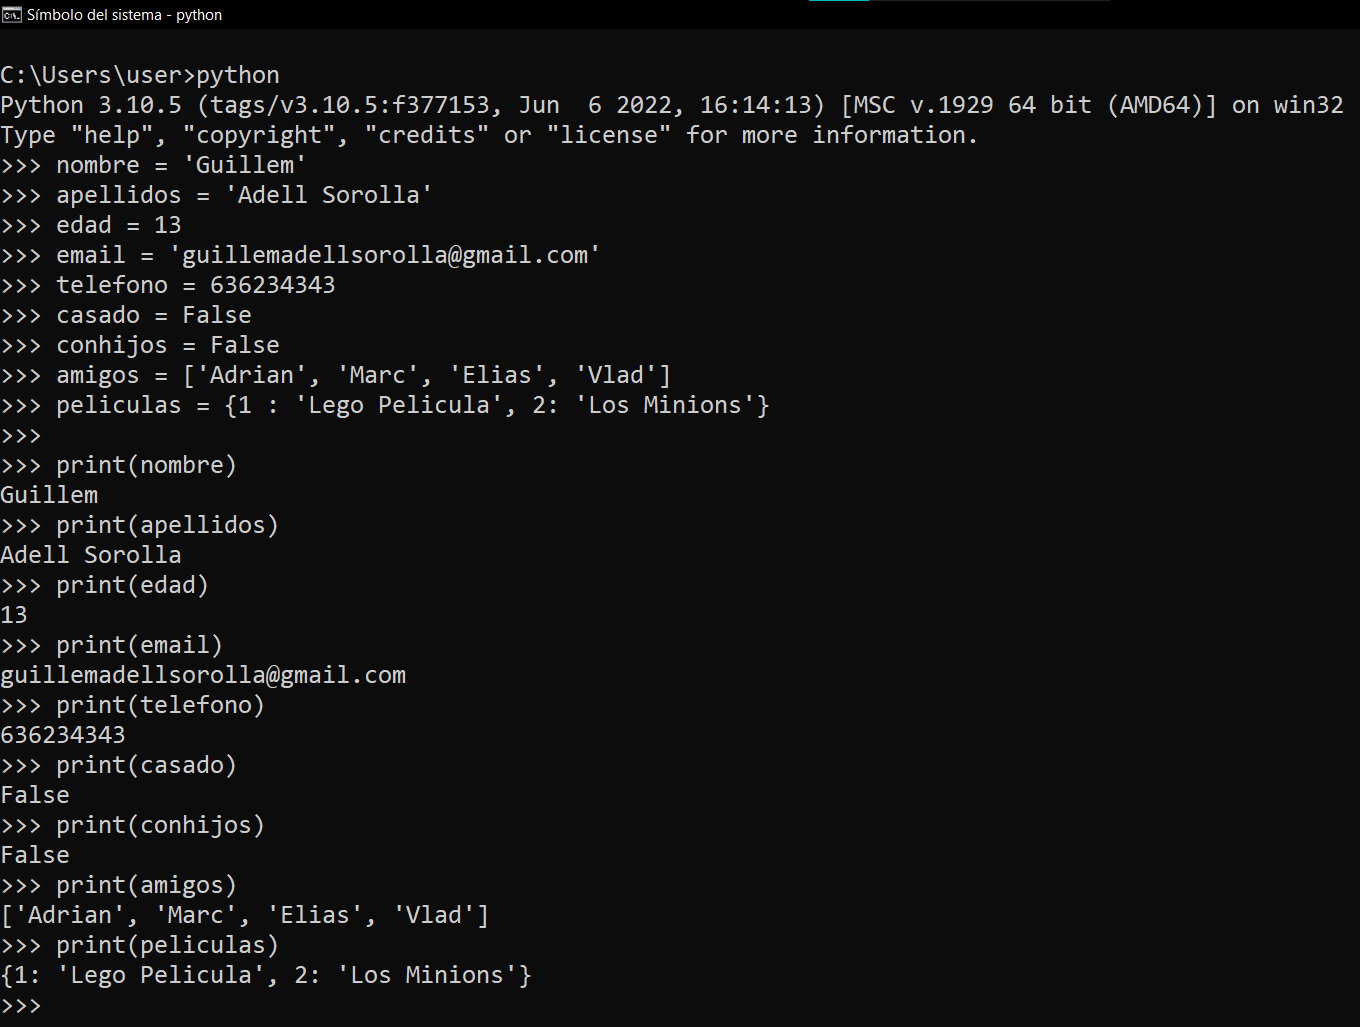 Símbolo del sistema - python
C:\Users\user>python
Python 3.10.5 (tags/v3.10.5:f377153, Jun  6 2022, 16:14:13) [MSC v.1929 64 bit (AMD64)] on win32
Type "help", "copyright", "credits" or "license" for more information.
>>> nombre = 'Guillem'
>>> apellidos = 'Adell Sorolla'
>>> edad = 13
>>> email = 'guillemadellsorolla@gmail.com'
>>> telefono = 636234343
>>> casado = False
>>> conhijos = False
>>> amigos = ['Adrian', 'Marc', 'Elias', 'Vlad']
>>> peliculas = {1 : 'Lego Pelicula', 2: 'Los Minions'}
>>>
>>> print(nombre)
Guillem
>>> print(apellidos)
Adell Sorolla
>>> print(edad)
13
>>> print(email)
guillemadellsorolla@gmail.com
>>> print(telefono)
636234343
>>> print(casado)
False
>>> print(conhijos)
False
>>> print(amigos)
['Adrian', 'Marc', 'Elias', 'Vlad']
>>> print(peliculas)
{1: 'Lego Pelicula', 2: 'Los Minions'}
>>>